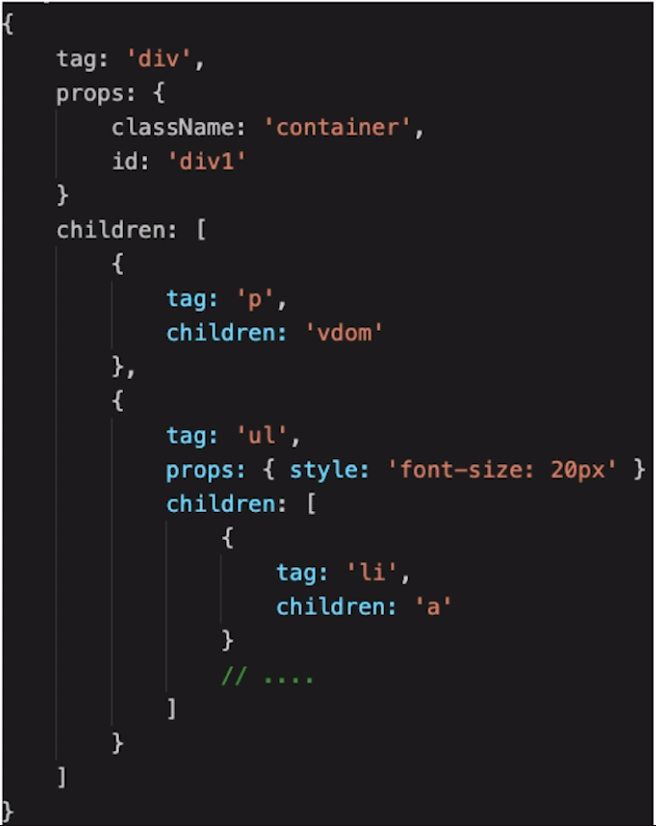 {
    tag: 'div',
    props: {
        className: 'container',
        id: 'div1'
    }
    children: [
        {
            tag: 'p',
            children: 'vdom'
        },
        {
            tag: 'ul',
            props: { style: 'font-size: 20px' }
            children: [
                {
                    tag: 'li',
                    children: 'a'
                }
                // ....
            ]
        }
    ]
}